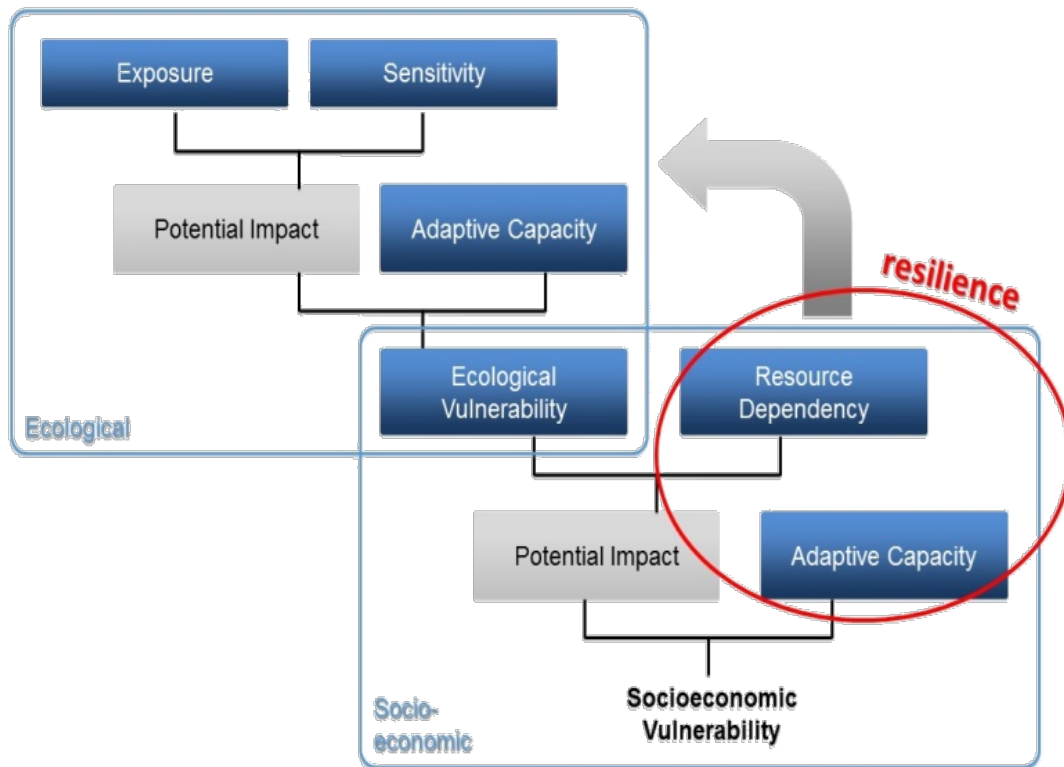 Exposure
Sensitivity
Potential Impact
Adaptive Capacity
resilience
Ecological
Vulnerability
Resource
Dependency
Ecological
Potential Impact
Adaptive Capacity
Socioeconomic
Vulnerability
Socio-
economic